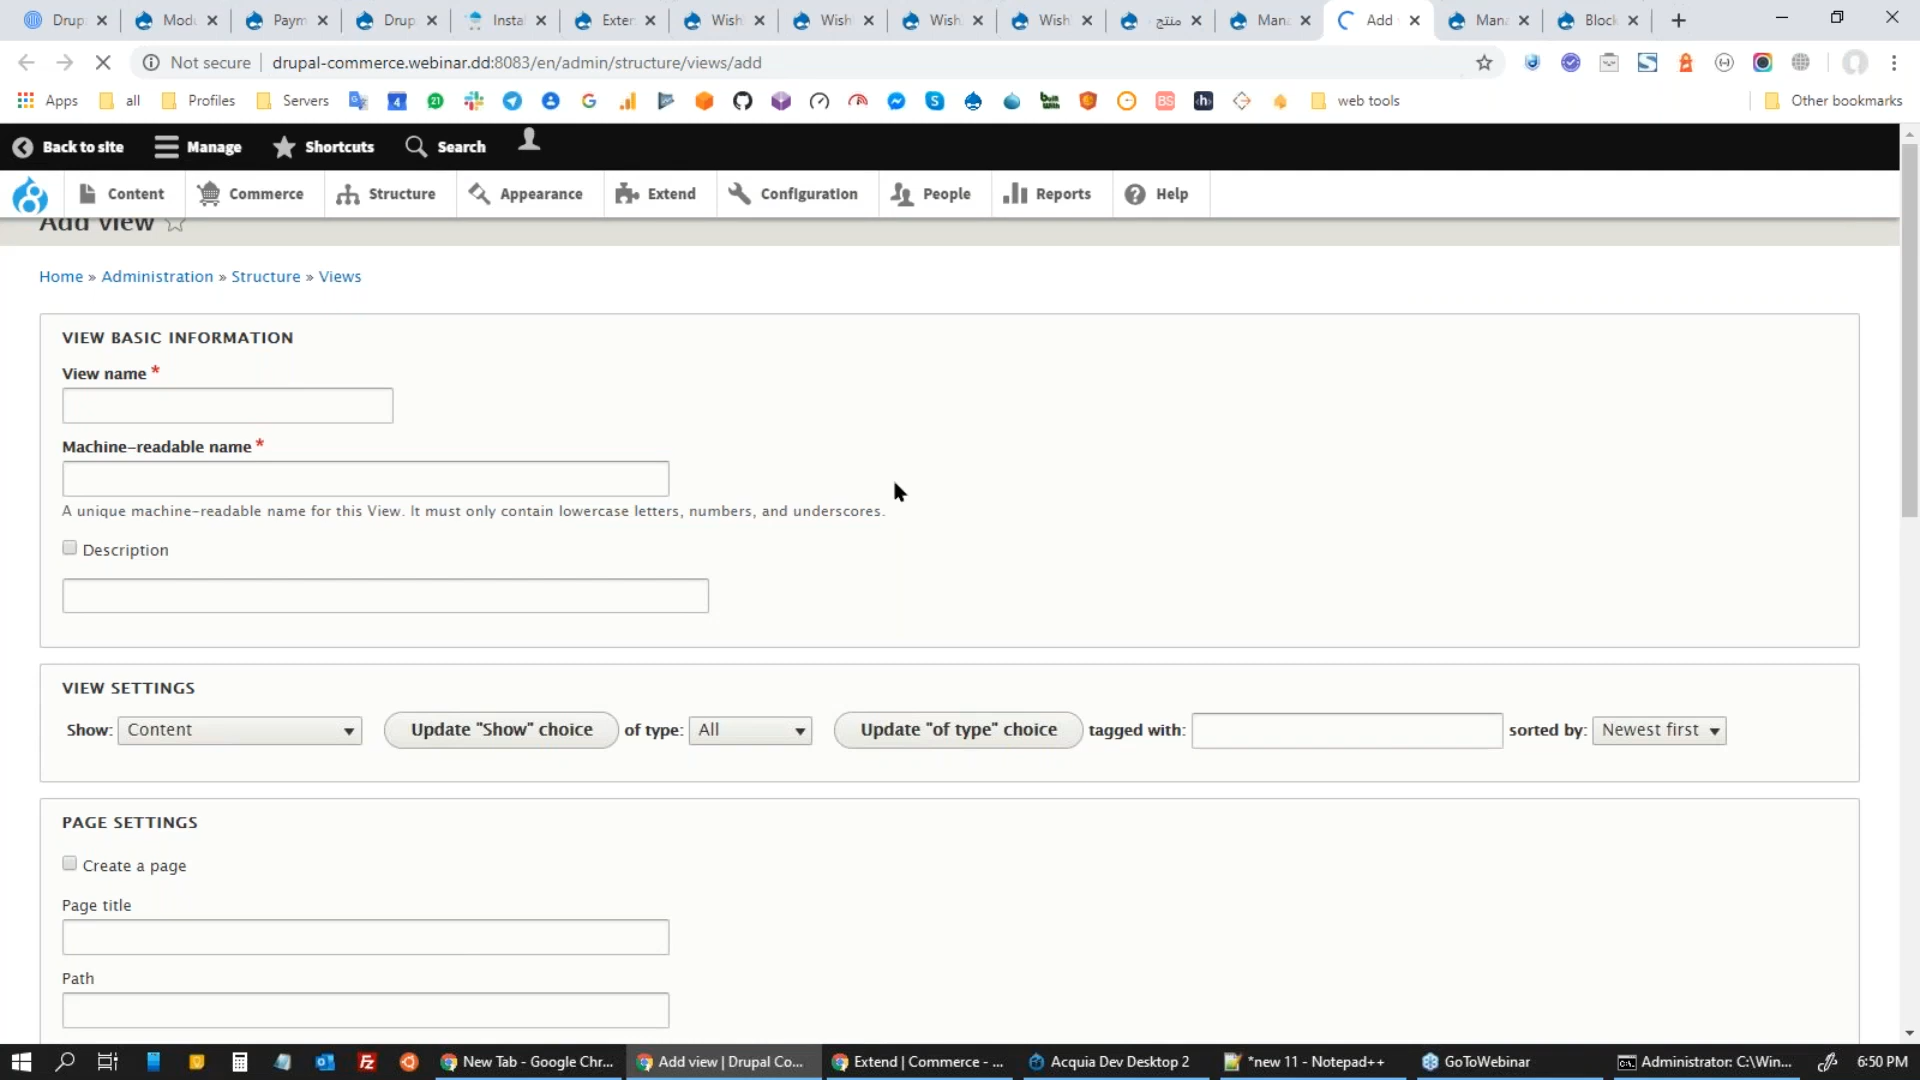 Drup
Modu
Paym
Drup
Instal
Exten
Wish
Wish
Wish
Wish
منتج
Mana
Add
Mana
Block
Not secure
drupal-commerce.webinar.dd:8083/en/admin/structure/views/add
Apps
all
Profiles
Servers
web tools
Other bookmarks
Back to site
Manage
Shortcuts
Search
Content
Commerce
Structure
Appearance
Extend
Configuration
People
Reports
Help
Add view
Home » Administration » Structure » Views
VIEW BASIC INFORMATION
View name *
Machine-readable name *
A unique machine-readable name for this View. It must only contain lowercase letters, numbers, and underscores.
Description
VIEW SETTINGS
Show: Content Update "Show" choice of type: All Update "of type" choice tagged with: sorted by: Newest first
PAGE SETTINGS
Create a page
Page title
Path
New Tab - Google Chr...
Add view | Drupal Co...
Extend | Commerce - ...
Acquia Dev Desktop 2
*new 11 - Notepad++
GoToWebinar
Administrator: C:\Win...
6:50 PM